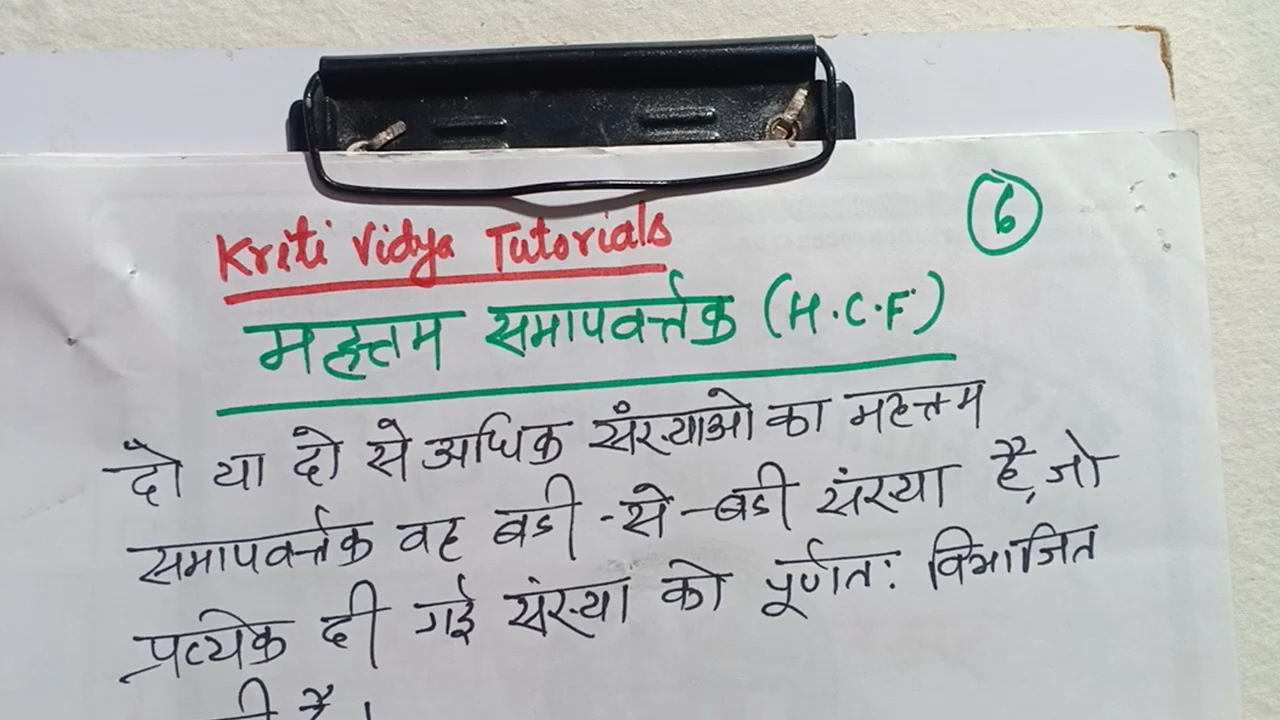 6
Kriti Vidya Tutorials
महत्तम समापवर्त्तक (H.C.F)
दो या दो से अधिक संख्याओ का महत्तम
समापवर्त्तक वह बडी-से-बडी संख्या है, जो
प्रत्येक दी गई संख्या को पूर्णत: विभाजित
है।